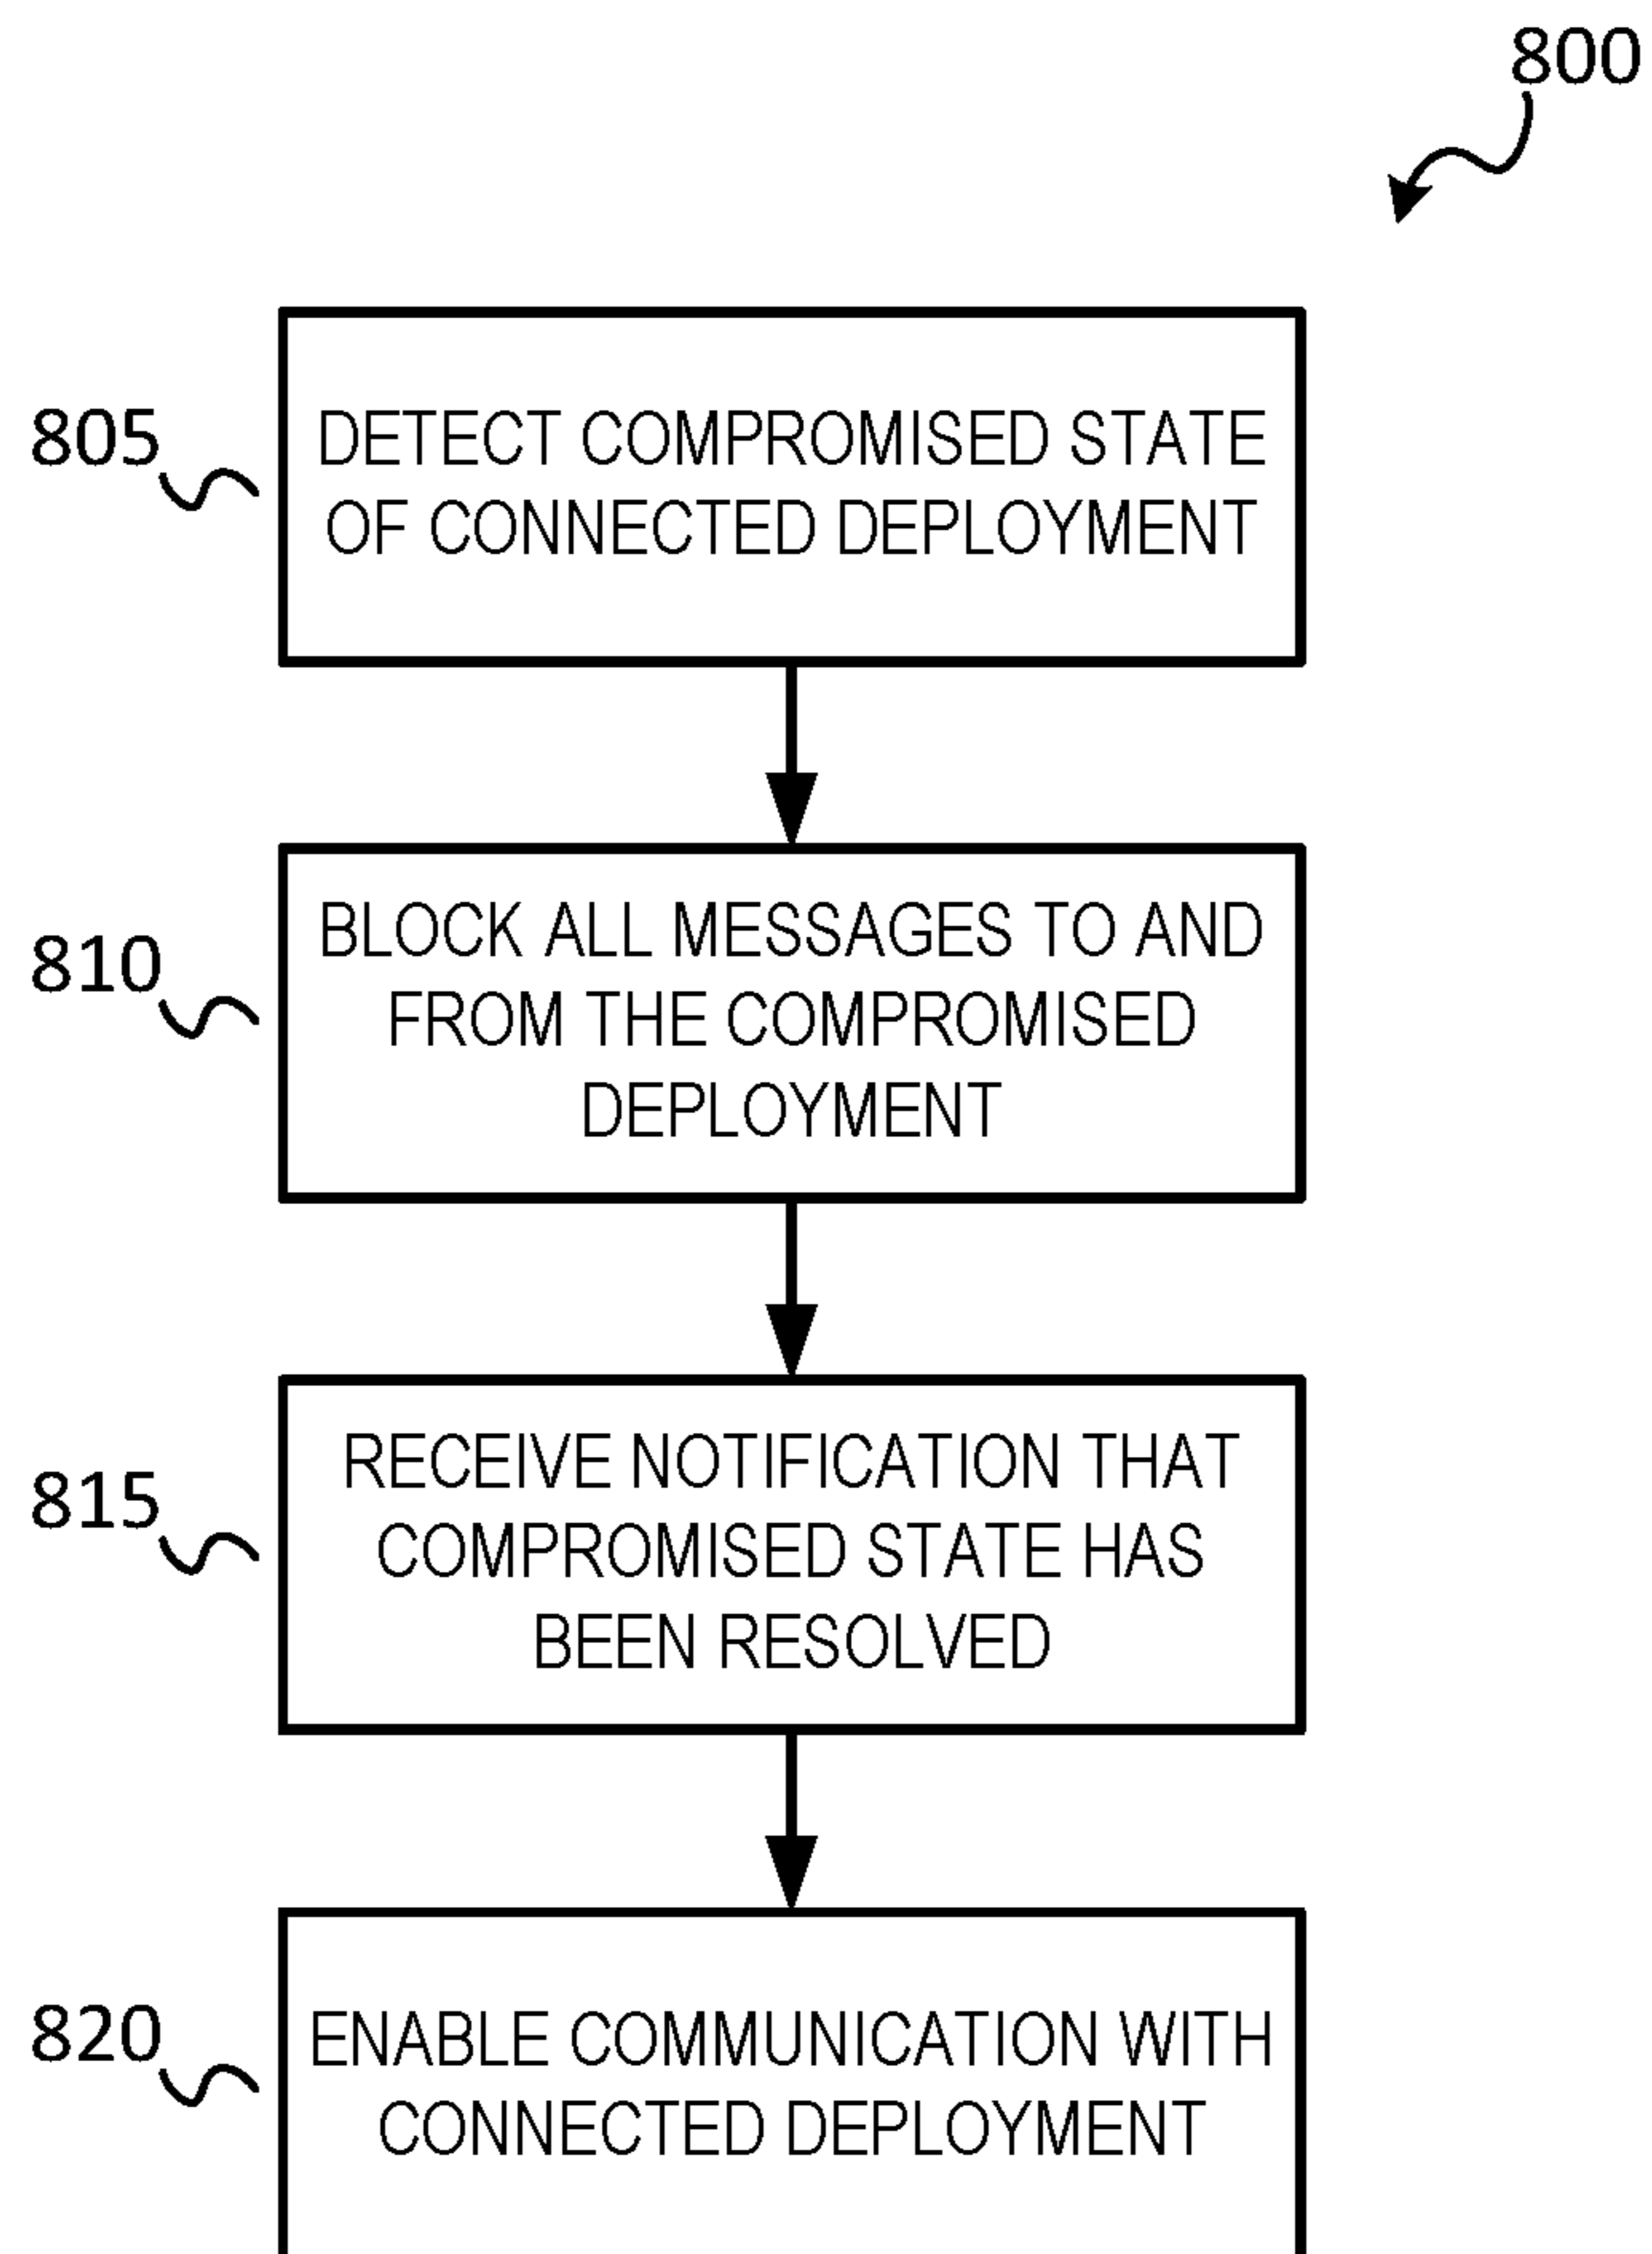 800
805
DETECT COMPROMISED STATE
OF CONNECTED DEPLOYMENT
810
BLOCK ALL MESSAGES TO AND
FROM THE COMPROMISED
DEPLOYMENT
815
RECEIVE NOTIFICATION THAT
COMPROMISED STATE HAS
BEEN RESOLVED
820
ENABLE COMMUNICATION WITH
CONNECTED DEPLOYMENT